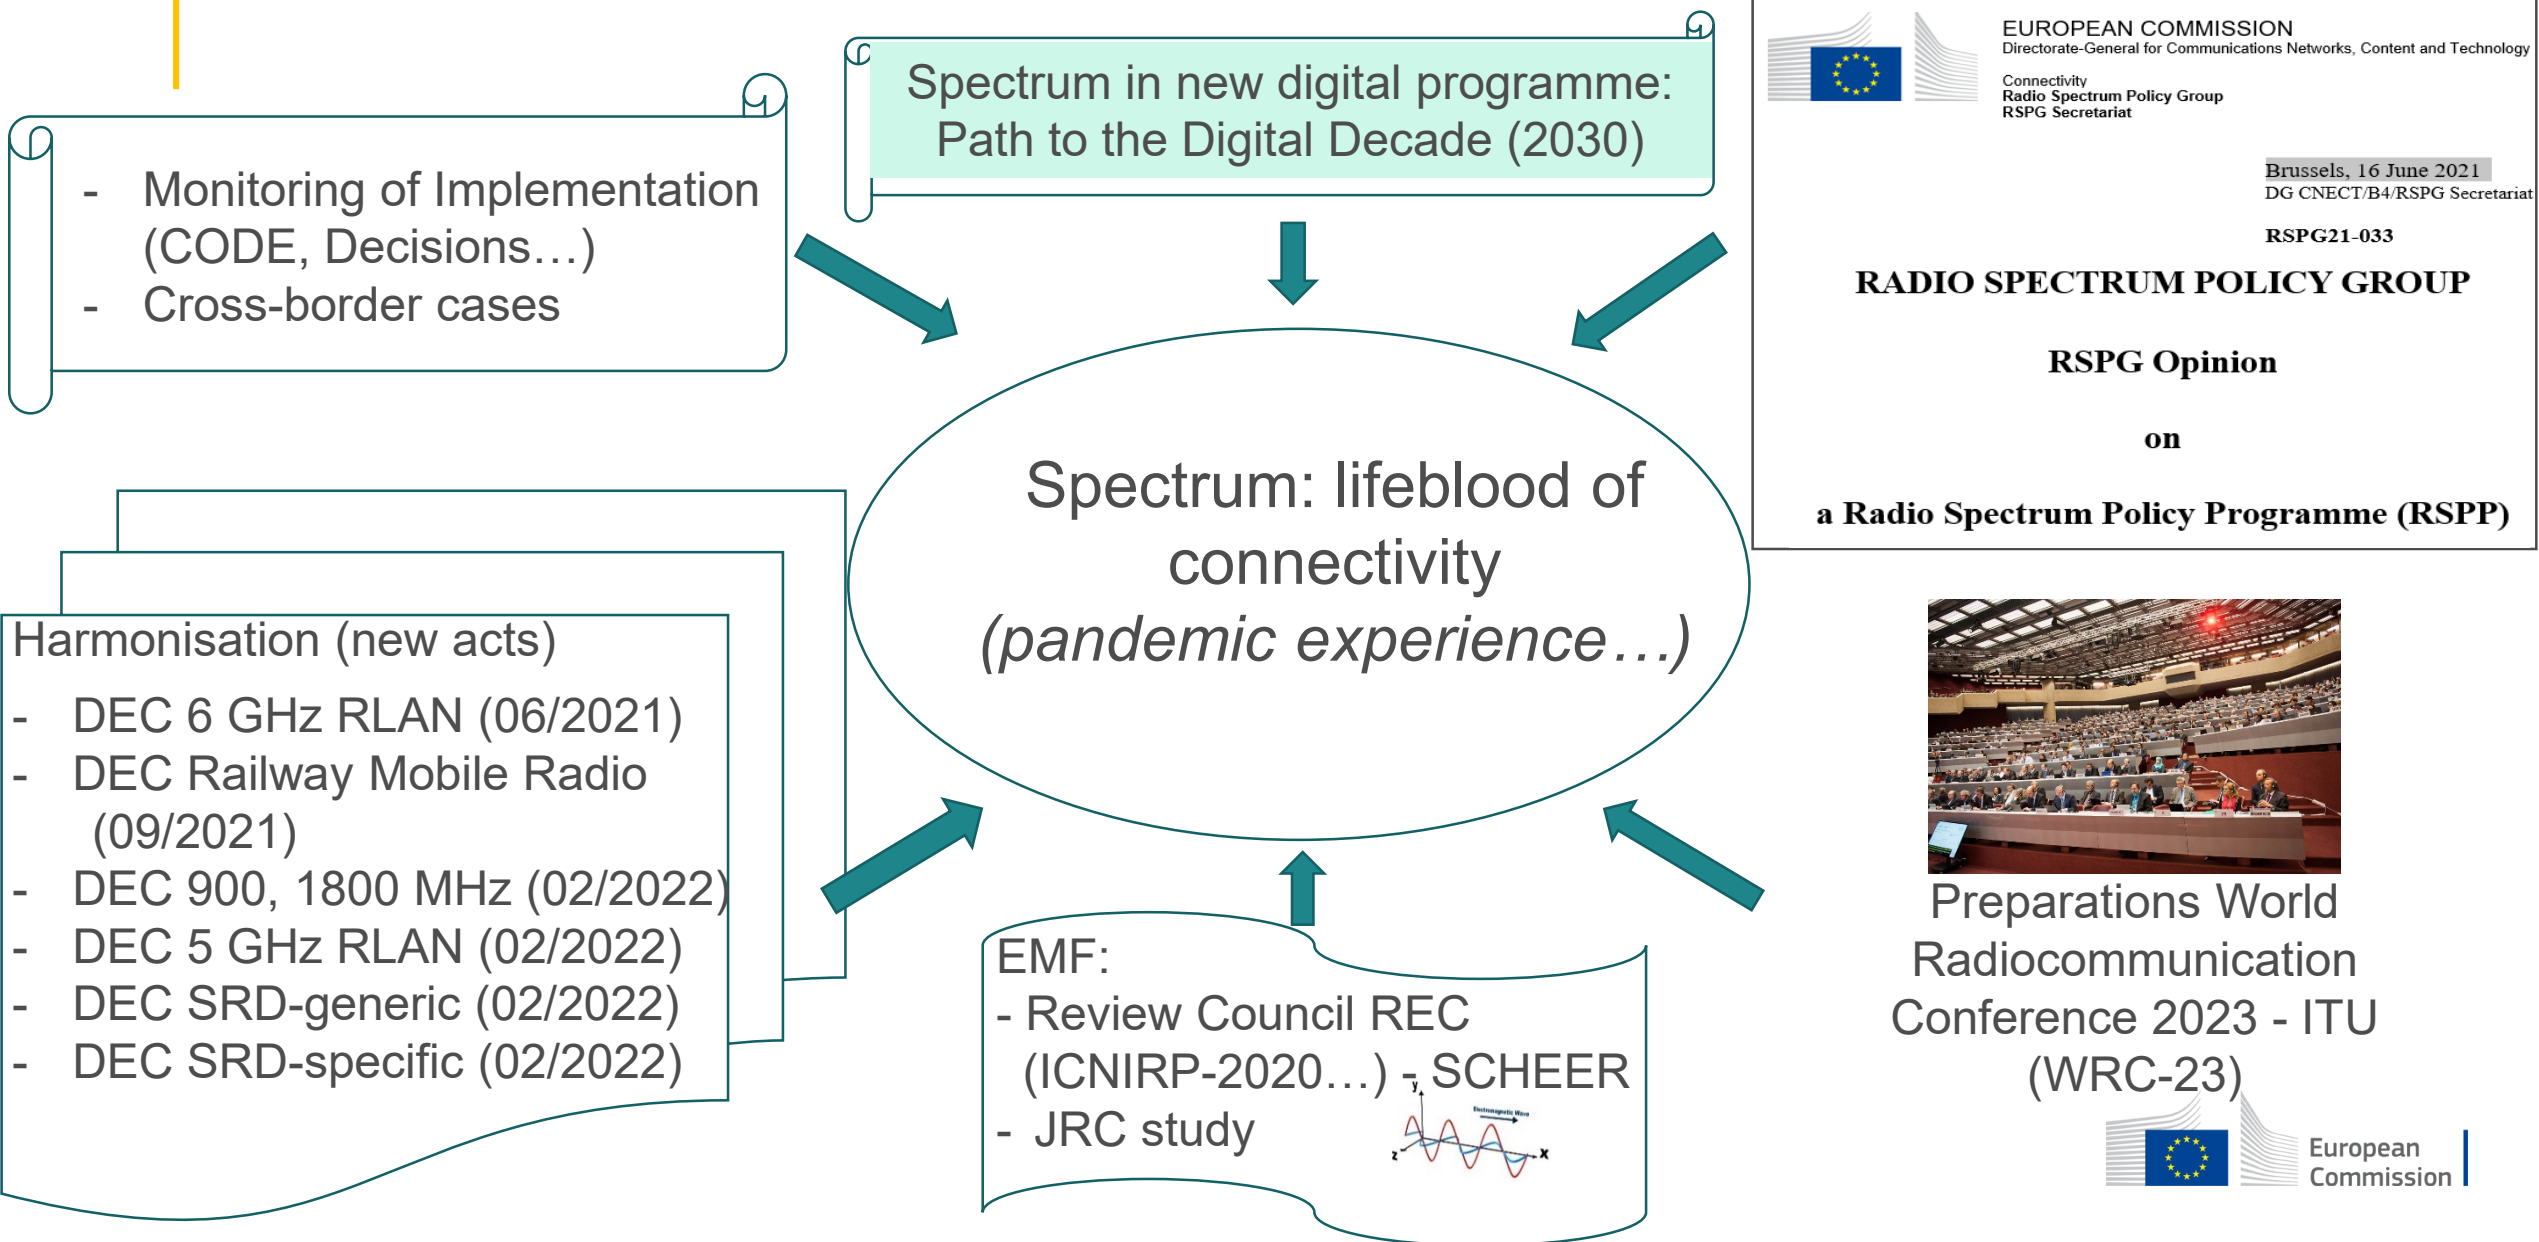 Spectrum in new digital programme:
Path to the Digital Decade (2030)
- Monitoring of Implementation
(CODE, Decisions…)
- Cross-border cases
EUROPEAN COMMISSION
Directorate-General for Communications Networks, Content and Technology
Connectivity
Radio Spectrum Policy Group
RSPG Secretariat
Brussels, 16 June 2021
DG CNECT/B4/RSPG Secretariat
RSPG21-033
RADIO SPECTRUM POLICY GROUP
RSPG Opinion
on
a Radio Spectrum Policy Programme (RSPP)
Spectrum: lifeblood of
connectivity
(pandemic experience…)
Harmonisation (new acts)
- DEC 6 GHz RLAN (06/2021)
- DEC Railway Mobile Radio
(09/2021)
- DEC 900, 1800 MHz (02/2022)
- DEC 5 GHz RLAN (02/2022)
- DEC SRD-generic (02/2022)
- DEC SRD-specific (02/2022)
EMF:
- Review Council REC
(ICNIRP-2020…) - SCHEER
- JRC study
y
Electromagnetic Wave
z
x
Preparations World
Radiocommunication
Conference 2023 - ITU
(WRC-23)
European
Commission